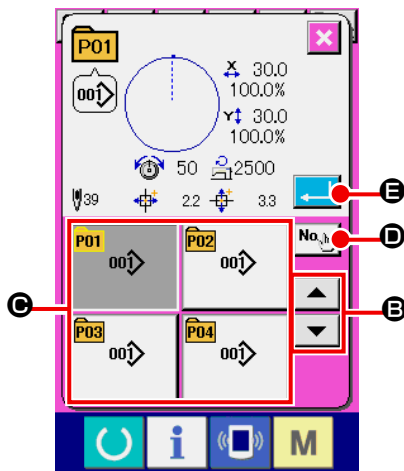 P01
X 30.0
100.0%
001
Y 30.0
100.0%
50 2500
39 2.2 3.3
E
No.
D
P01 P02
001 001
B
C
P03 P04
001 001
i M